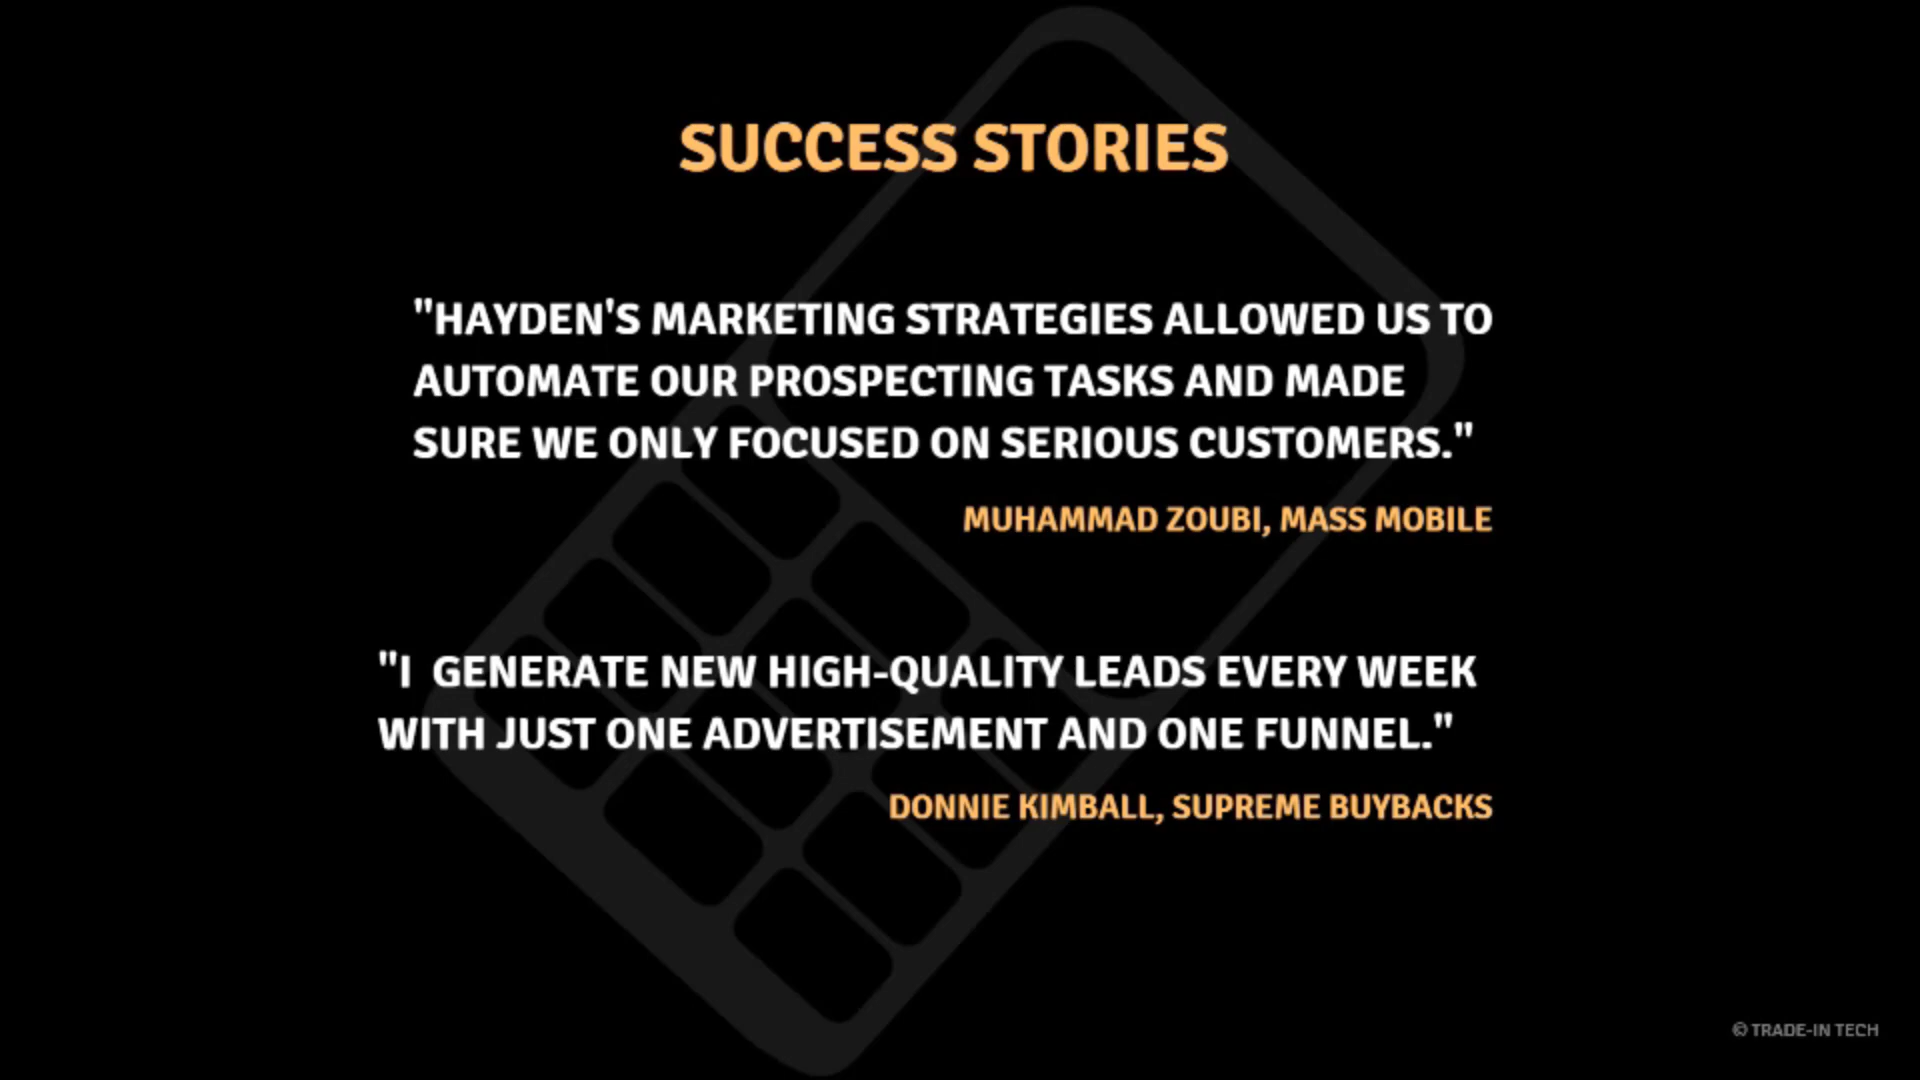 SUCCESS STORIES
"HAYDEN'S MARKETING STRATEGIES ALLOWED US TO
AUTOMATE OUR PROSPECTING TASKS AND MADE
SURE WE ONLY FOCUSED ON SERIOUS CUSTOMERS."
MUHAMMAD ZOUBI, MASS MOBILE
"I GENERATE NEW HIGH-QUALITY LEADS EVERY WEEK
WITH JUST ONE ADVERTISEMENT AND ONE FUNNEL."
DONNIE KIMBALL, SUPREME BUYBACKS
© TRADE-IN TECH